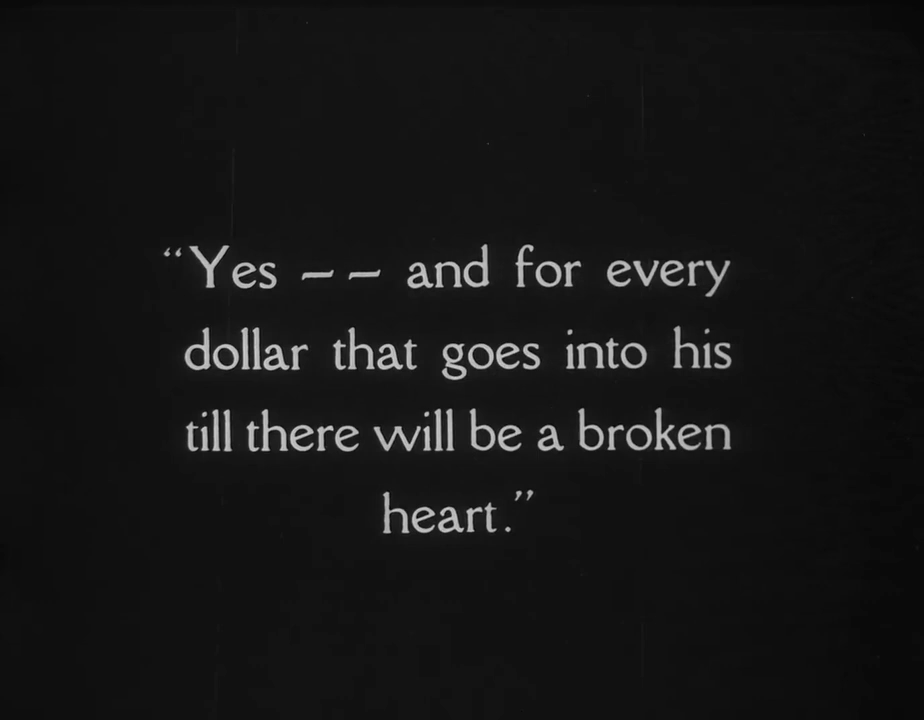 “Yes — — and for every
dollar that goes into his
till there will be a broken
heart.”